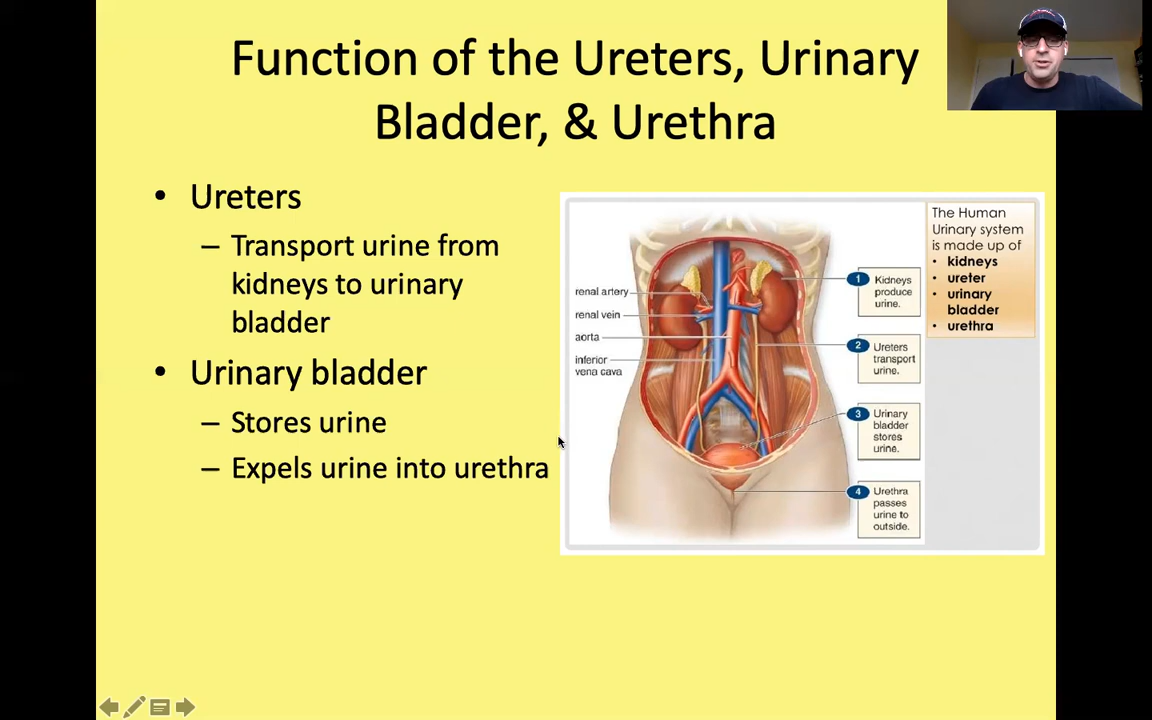 Function of the Ureters, Urinary
Bladder, & Urethra
• Ureters
– Transport urine from
kidneys to urinary
bladder
• Urinary bladder
– Stores urine
– Expels urine into urethra
renal artery
renal vein
aorta
inferior
vena cava
1 Kidneys
produce
urine.
2 Ureters
transport
urine.
3 Urinary
bladder
stores
urine.
4 Urethra
passes
urine to
outside.
The Human
Urinary system
is made up of
• kidneys
• ureter
• urinary
bladder
• urethra